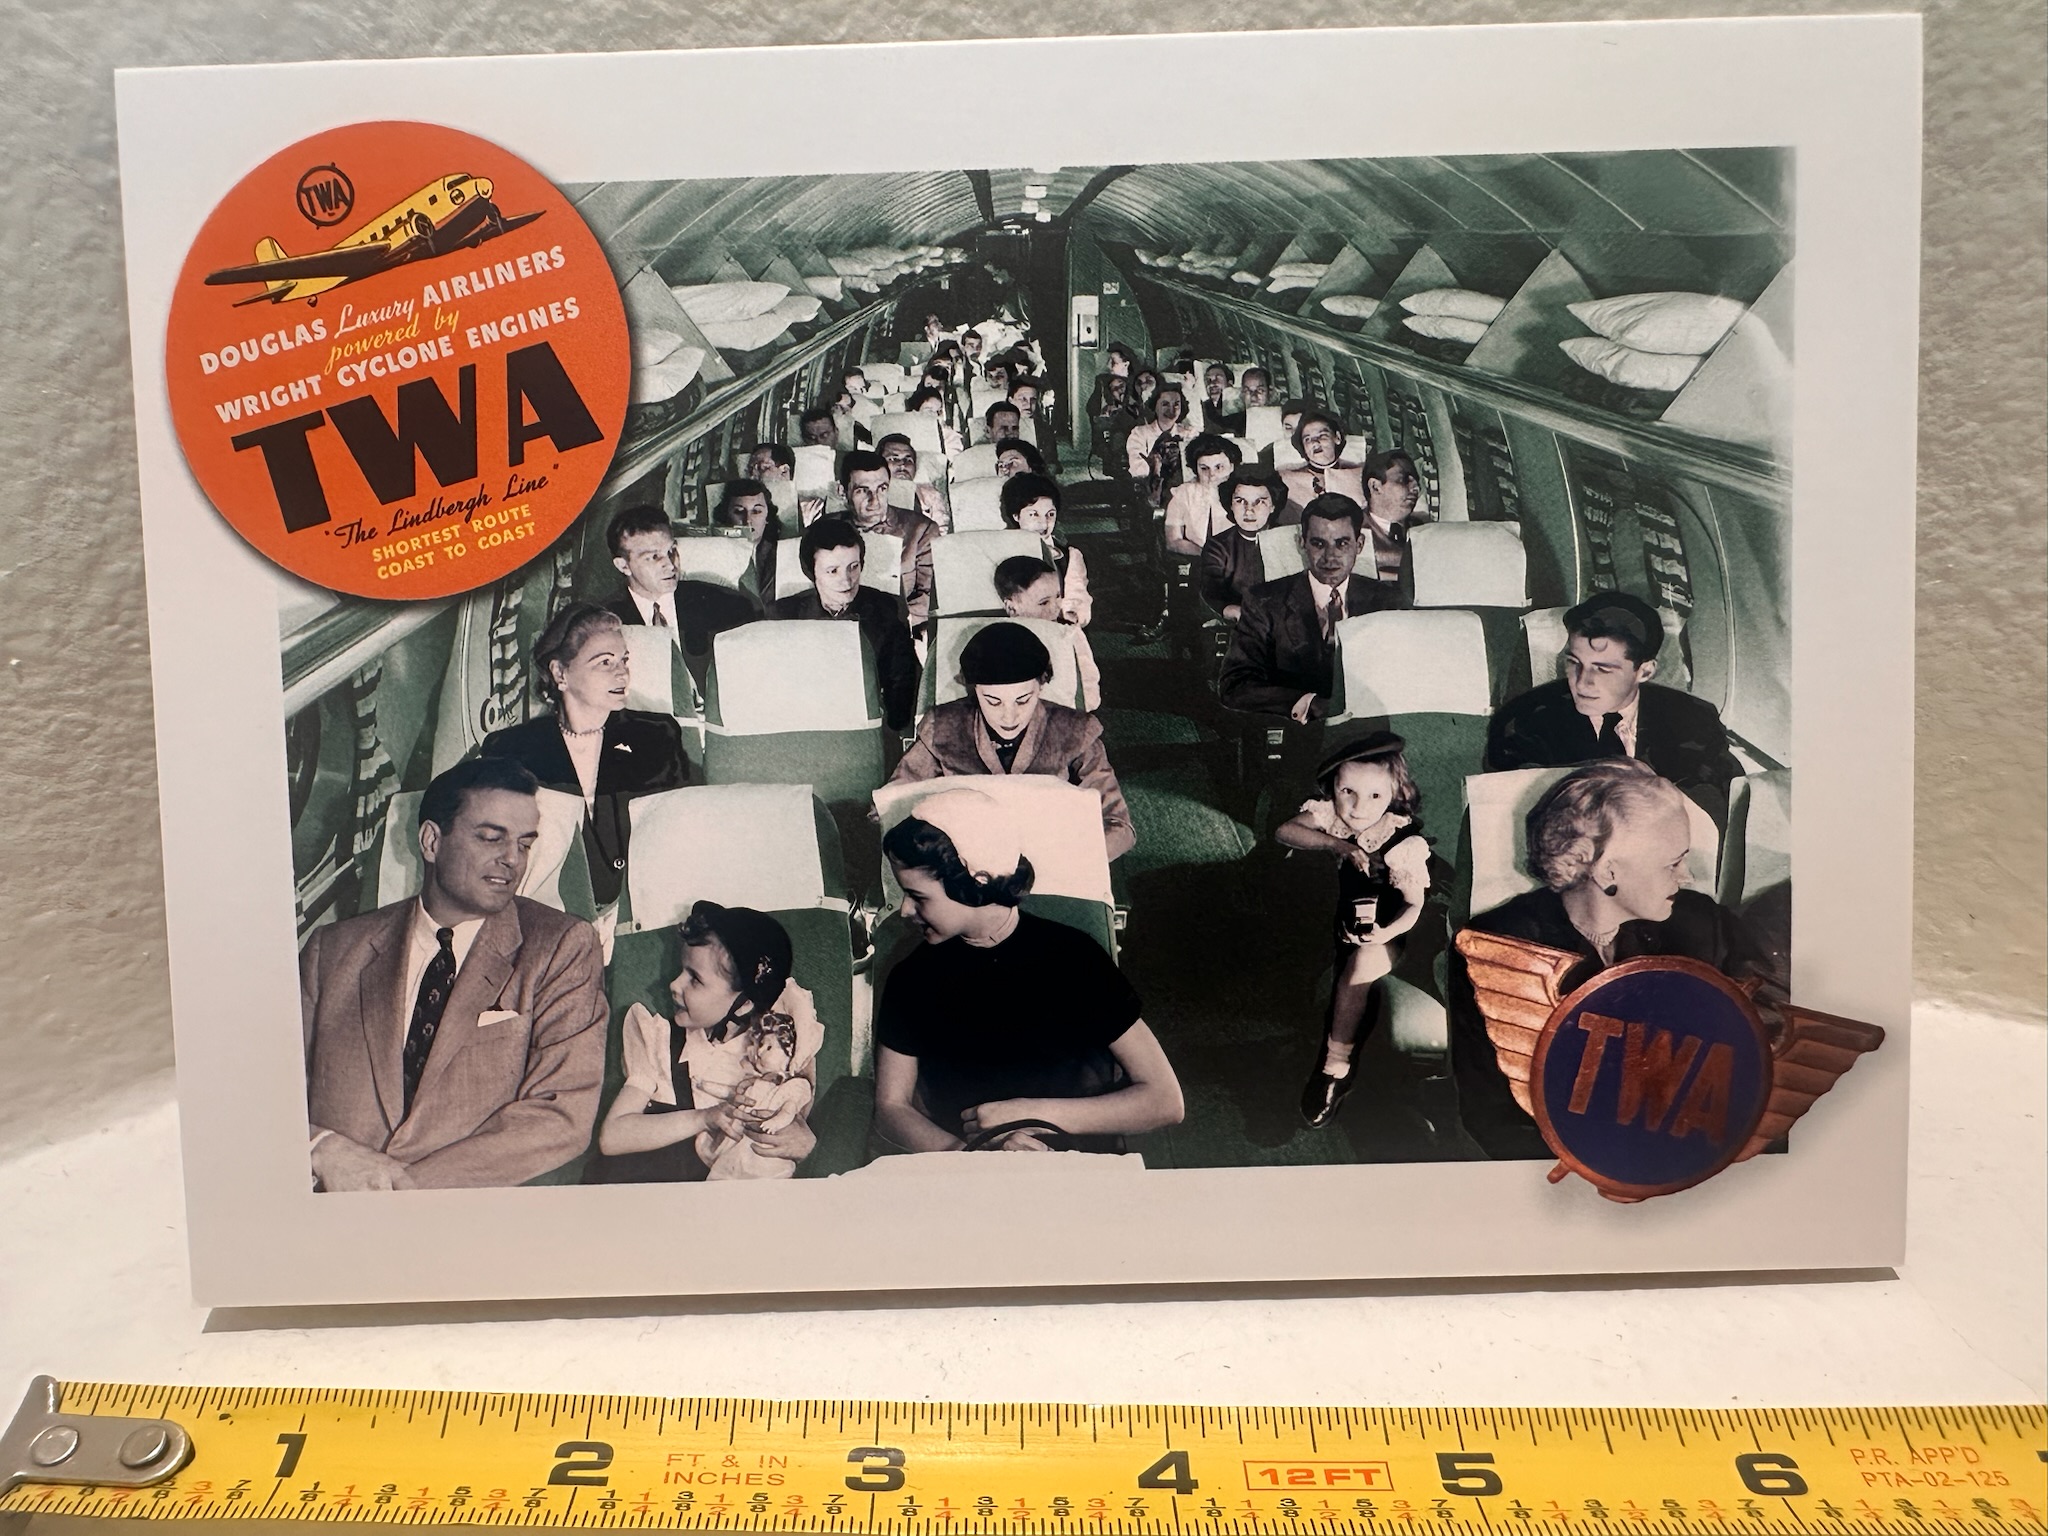 TWA
DOUGLAS Luxury AIRLINERS
powered by
WRIGHT CYCLONE ENGINES
TWA
"The Lindbergh Line"
SHORTEST ROUTE
COAST TO COAST
TWA
1 2 FT. & IN. 3 4 12FT 5 6 P.R. APP'D
INCHES PTA-02-125